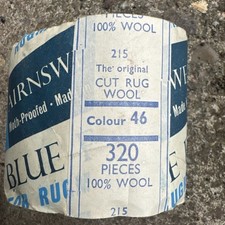 PIECES
100% WOOL
215
The original
CUT RUG
WOOL
Colour 46
320
PIECES
100% WOOL
215
AIRNSW
Moth-Proofed • Made
BLUE
RUG